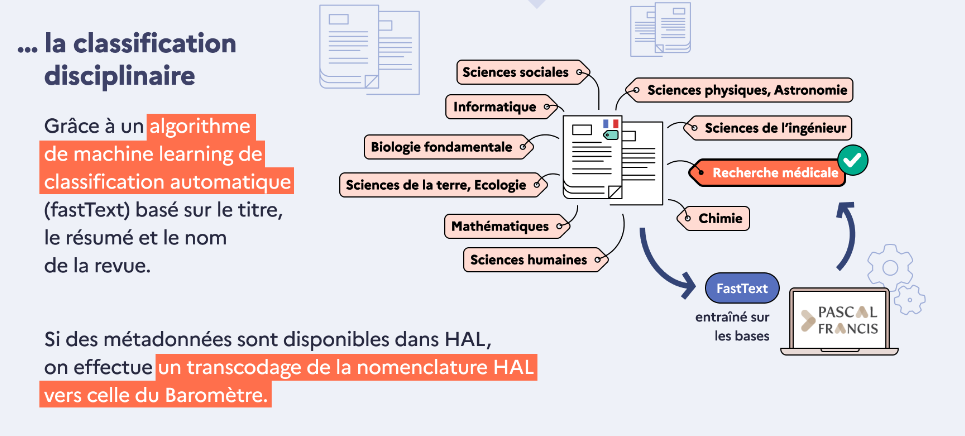 ... la classification
disciplinaire
Grâce à un algorithme
de machine learning de
classification automatique
(fastText) basé sur le titre,
le résumé et le nom
de la revue.
Sciences sociales
Informatique
Biologie fondamentale
Sciences de la terre, Ecologie
Mathématiques
Sciences humaines
Sciences physiques, Astronomie
Sciences de l'ingénieur
Recherche médicale
Chimie
FastText
entraîné sur
les bases
PASCAL
FRANCIS
Si des métadonnées sont disponibles dans HAL,
on effectue un transcodage de la nomenclature HAL
vers celle du Baromètre.